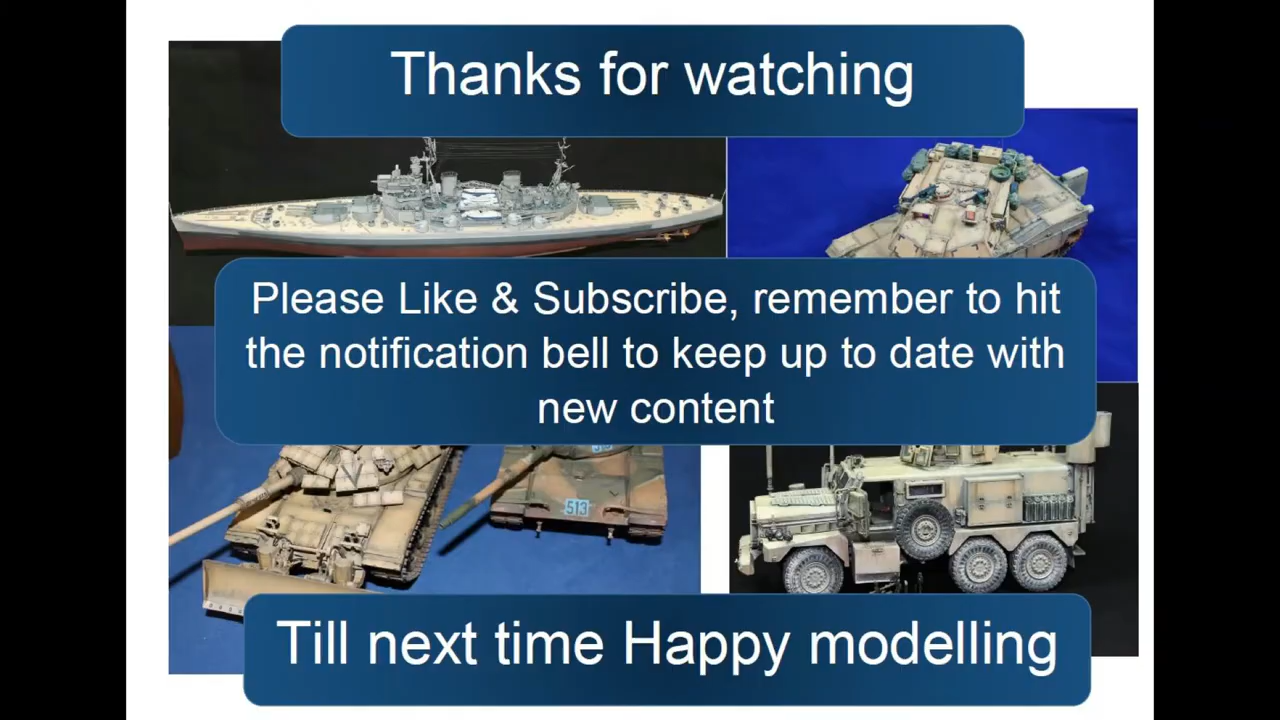 Thanks for watching
Please Like & Subscribe, remember to hit
the notification bell to keep up to date with
new content
513
Till next time Happy modelling